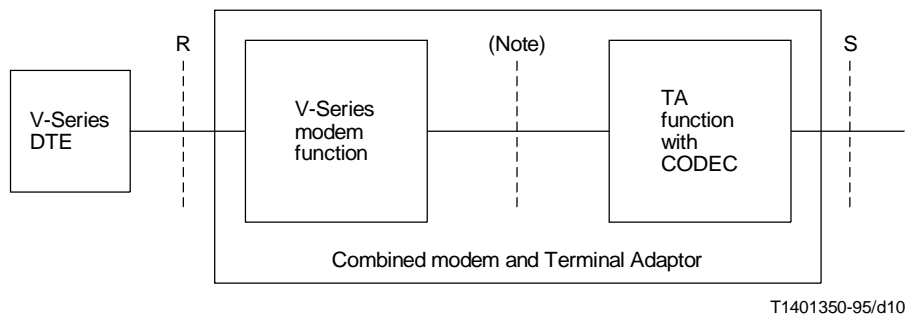 R
(Note)
S
V-Series
DTE
V-Series
modem
function
TA
function
with
CODEC
Combined modem and Terminal Adaptor
T1401350-95/d10